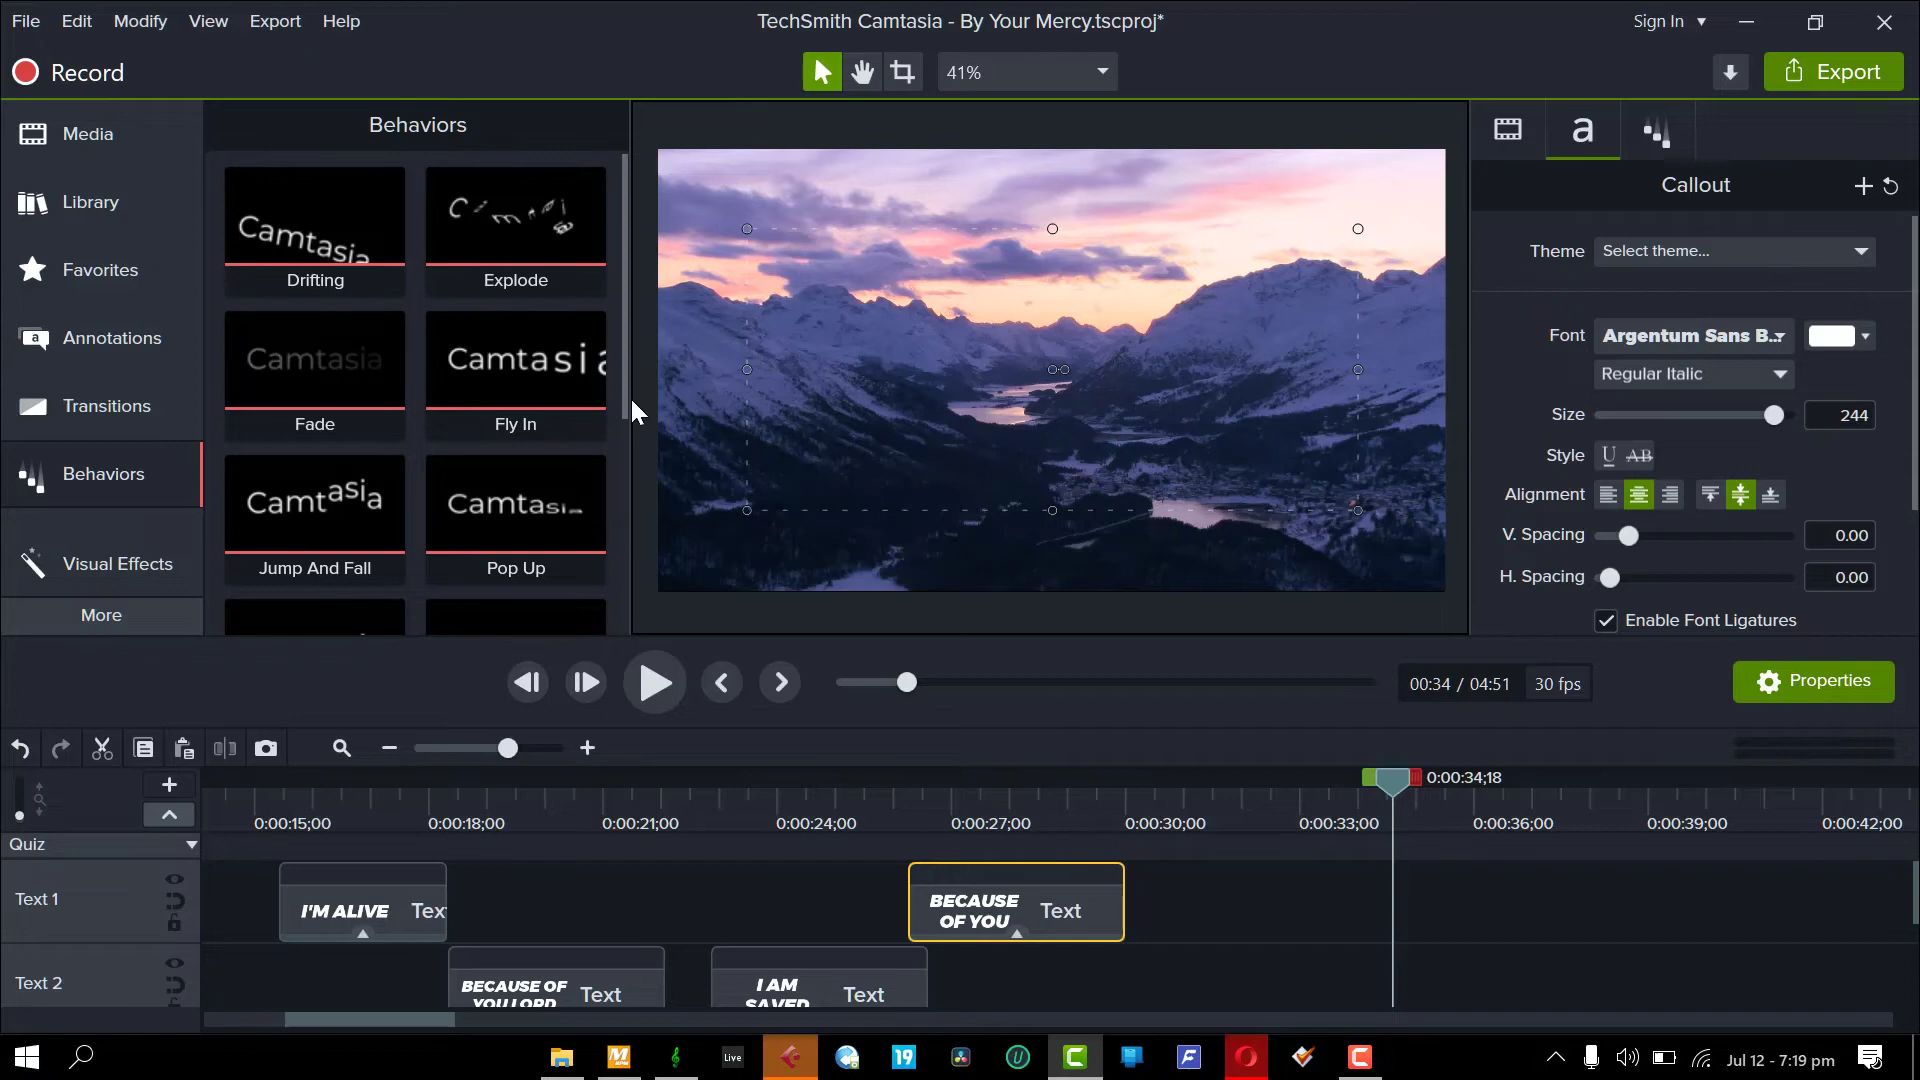 File Edit Modify View Export Help
TechSmith Camtasia - By Your Mercy.tscproj*
Sign In
Record
41%
Export
Media
Library
Favorites
Annotations
Transitions
Behaviors
Visual Effects
More
Behaviors
Camtasia
Drifting
Explode
Camtasia
Fade
Camtasia
Fly In
Camtasia
Jump And Fall
Camtasia
Pop Up
a
Callout
Theme Select theme...
Font Argentum Sans B...
Regular Italic
Size 244
Style U AB
Alignment
V. Spacing 0.00
H. Spacing 0.00
Enable Font Ligatures
00:34 / 04:51 30 fps
Properties
0:00:34;18
0:00:15;00 0:00:18;00 0:00:21;00 0:00:24;00 0:00:27;00 0:00:30;00 0:00:33;00 0:00:36;00 0:00:39;00 0:00:42;00
Quiz
Text 1
I'M ALIVE Tex
BECAUSE
OF YOU
Text
Text 2
BECAUSE OF
YOU LORD
Text
I AM
SAVED
Text
Live
19
Jul 12 - 7:19 pm